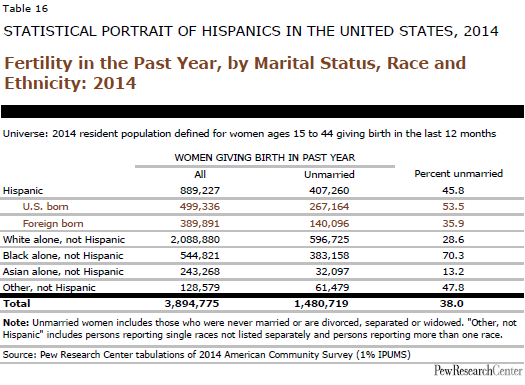 Table 16
STATISTICAL PORTRAIT OF HISPANICS IN THE UNITED STATES, 2014
Fertility in the Past Year, by Marital Status, Race and
Ethnicity: 2014
Universe: 2014 resident population defined for women ages 15 to 44 giving birth in the last 12 months
WOMEN GIVING BIRTH IN PAST YEAR
All Unmarried Percent unmarried
Hispanic 889,227 407,260 45.8
U.S. born 499,336 267,164 53.5
Foreign born 389,891 140,096 35.9
White alone, not Hispanic 2,088,880 596,725 28.6
Black alone, not Hispanic 544,821 383,158 70.3
Asian alone, not Hispanic 243,268 32,097 13.2
Other, not Hispanic 128,579 61,479 47.8
Total 3,894,775 1,480,719 38.0
Note: Unmarried women includes those who were never married or are divorced, separated or widowed. "Other, not
Hispanic" includes persons reporting single races not listed separately and persons reporting more than one race.
Source: Pew Research Center tabulations of 2014 American Community Survey (1% IPUMS)
PewResearchCenter